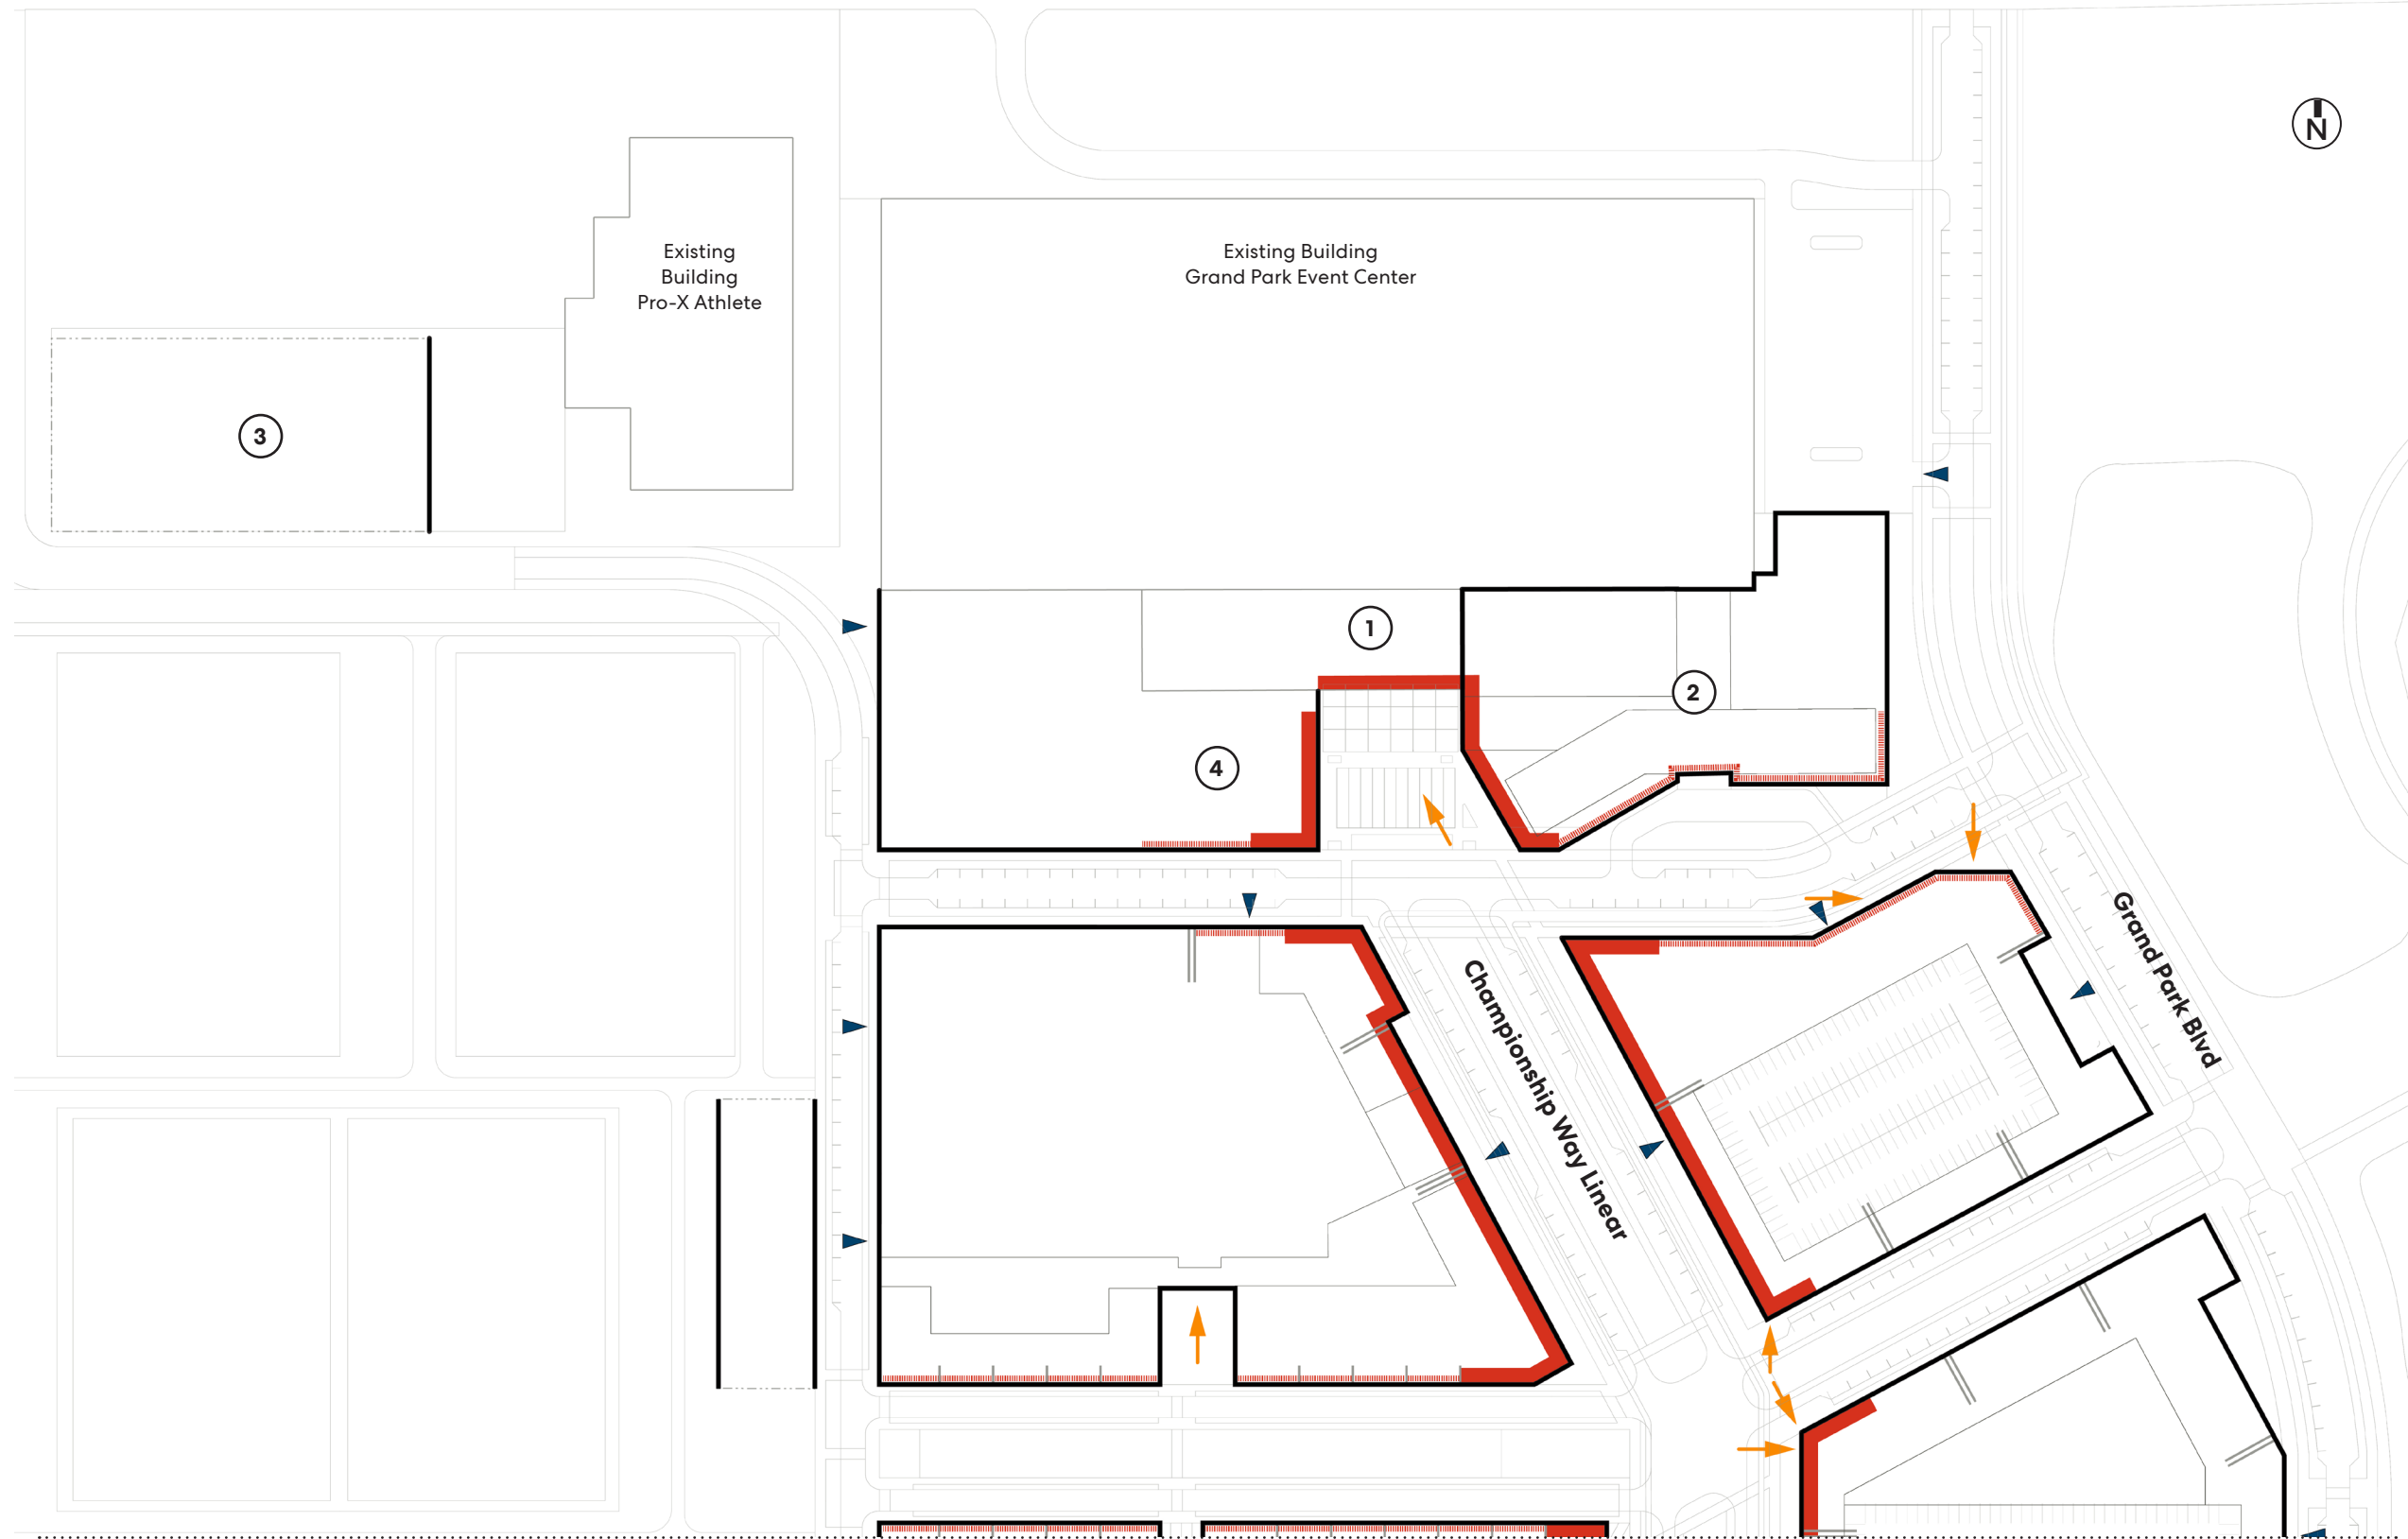 N
Existing
Building
Pro-X Athlete
Existing Building
Grand Park Event Center
3
1
2
4
Grand Park Blvd
Championship Way Linear